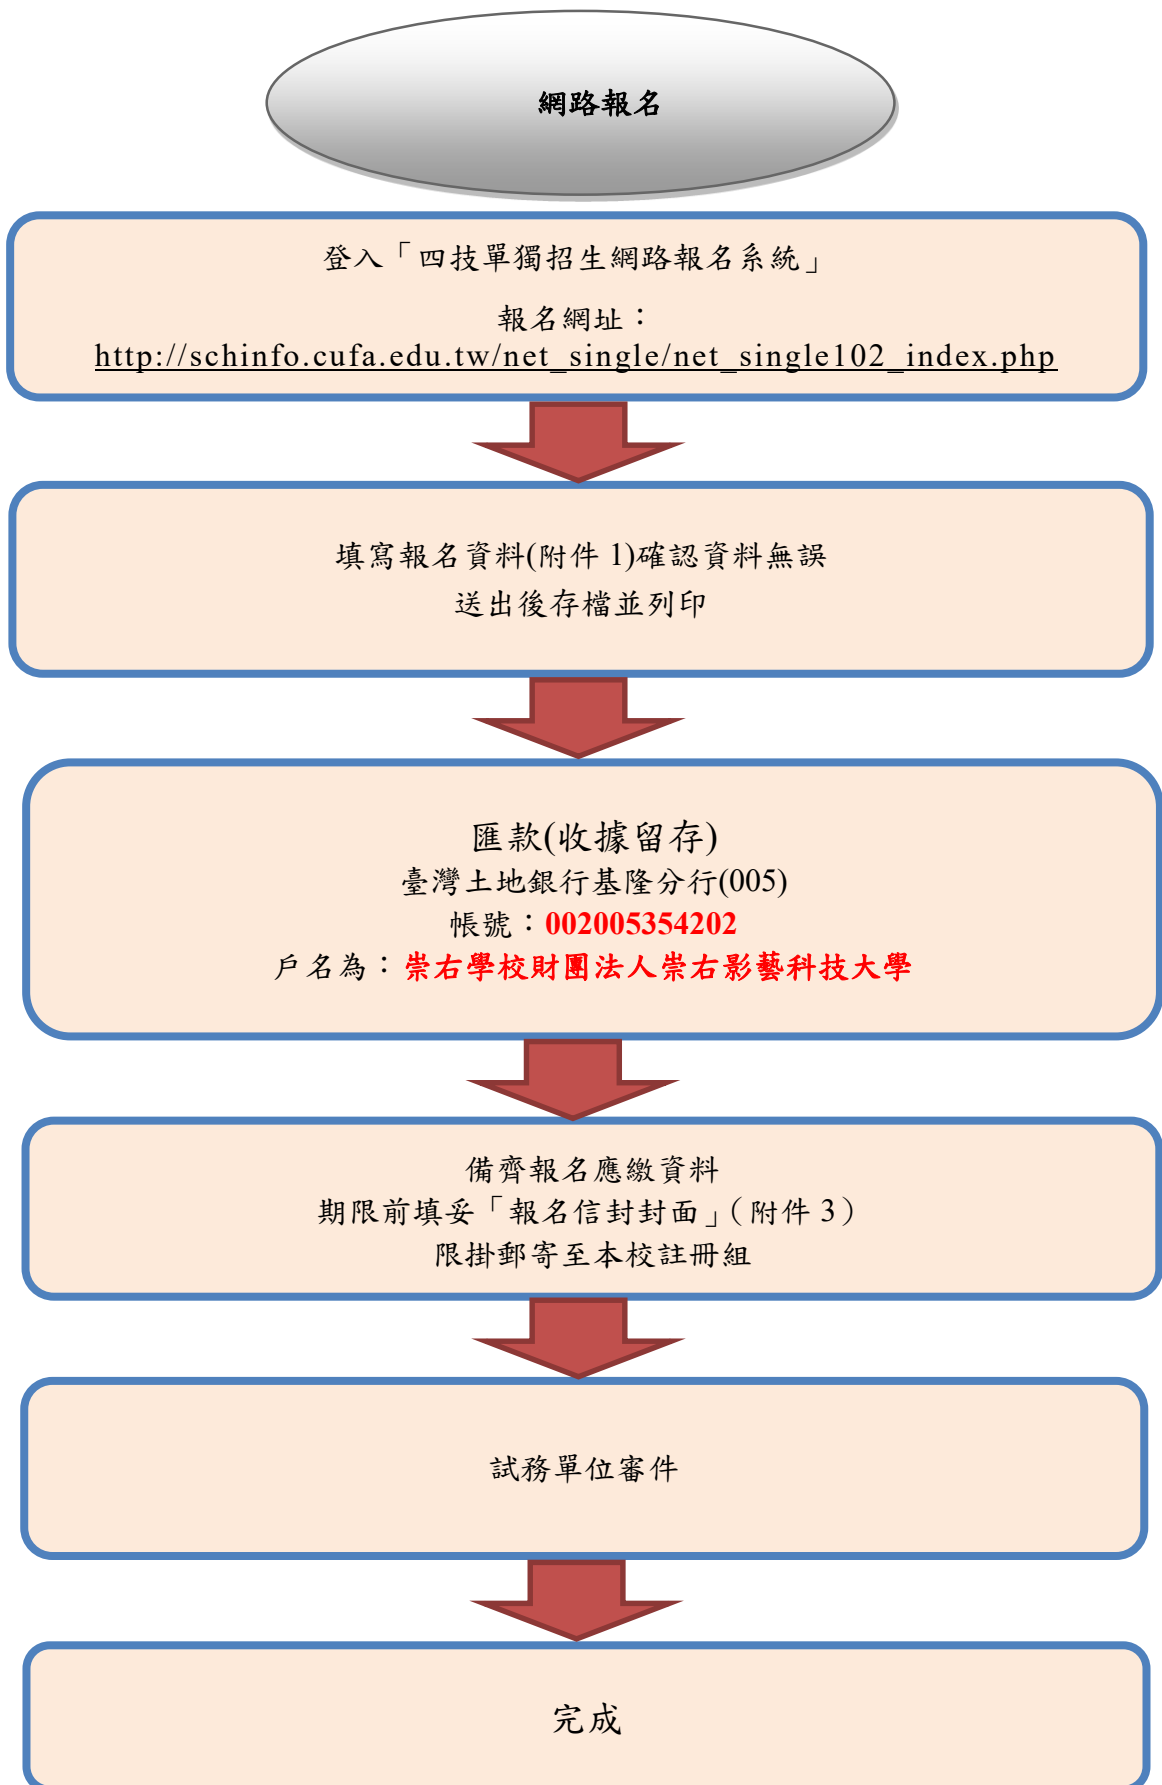 網路報名
登入「四技單獨招生網路報名系統」
報名網址：
http://schinfo.cufa.edu.tw/net_single/net_single102_index.php
填寫報名資料(附件 1)確認資料無誤
送出後存檔並列印
匯款(收據留存)
臺灣土地銀行基隆分行(005)
帳號：002005354202
戶名為：崇右學校財團法人崇右影藝科技大學
備齊報名應繳資料
期限前填妥「報名信封封面」（附件 3）
限掛郵寄至本校註冊組
試務單位審件
完成